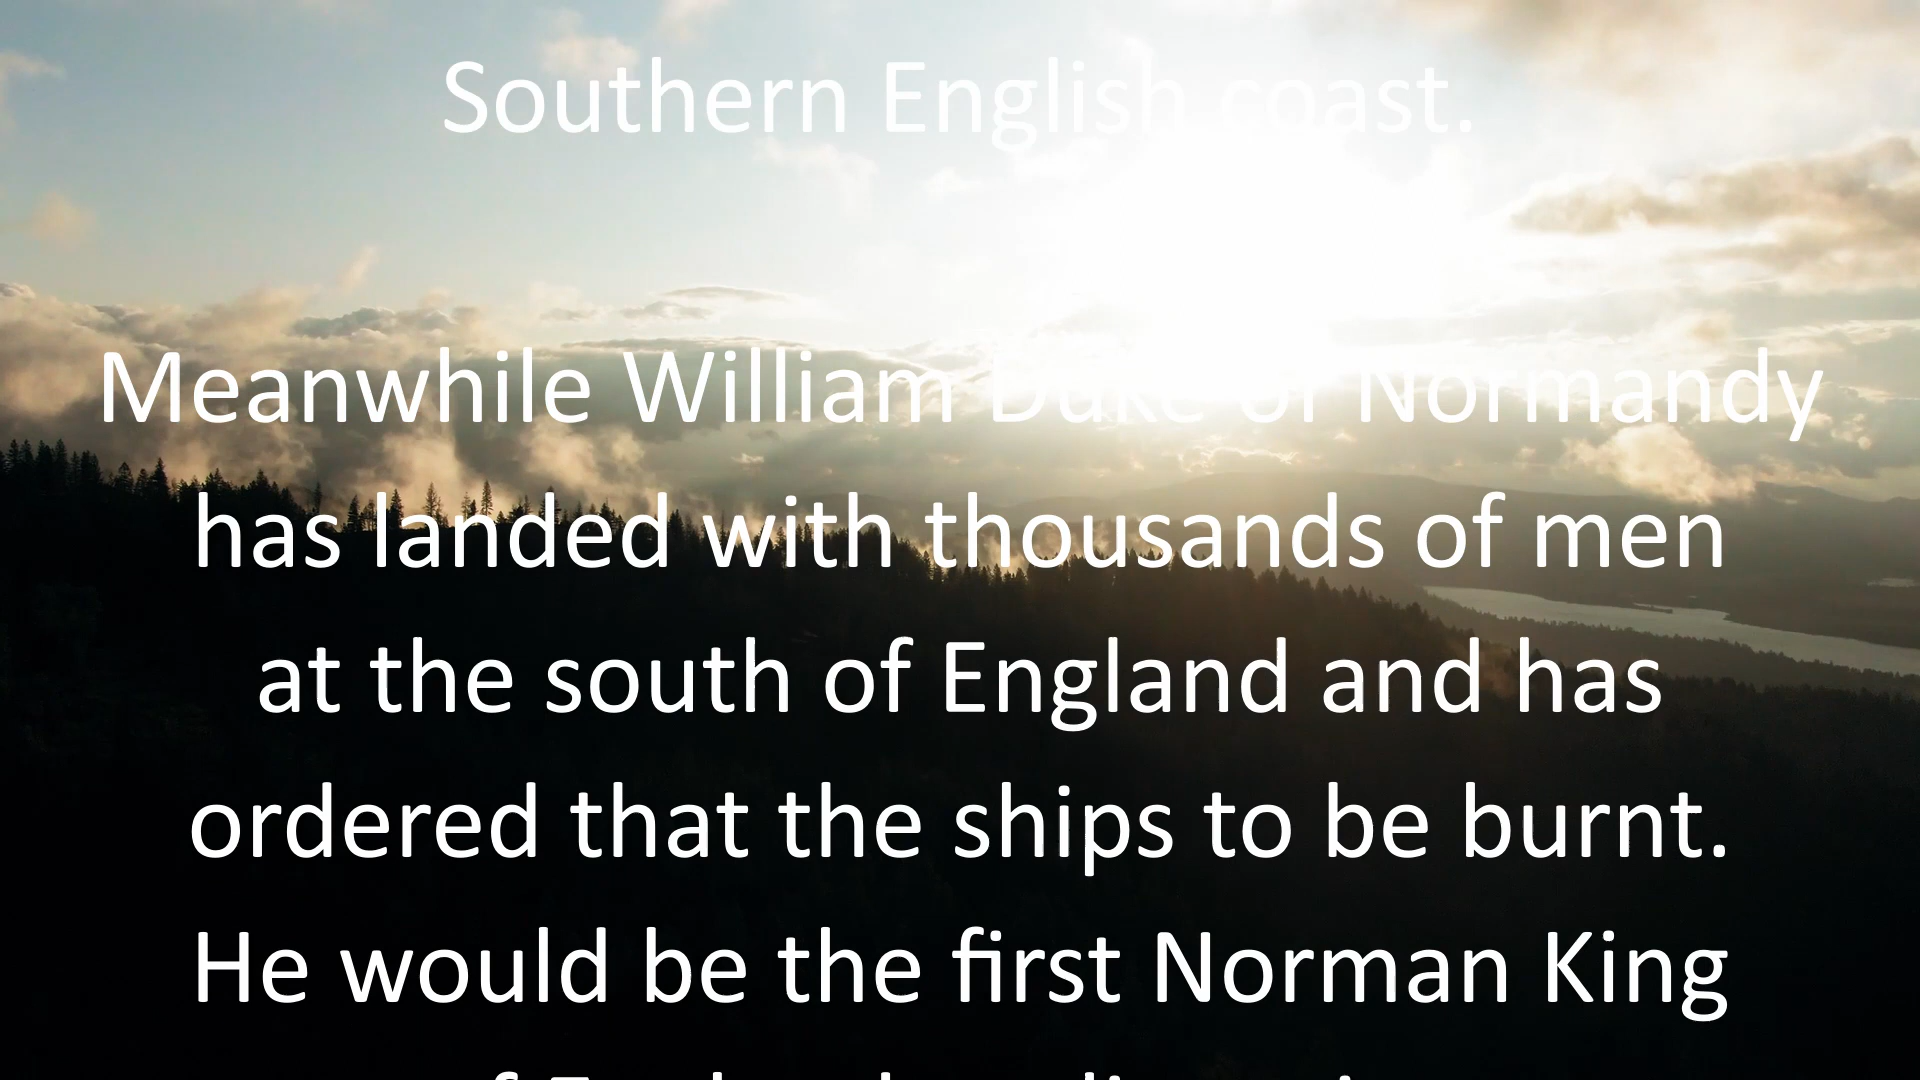 Southern English coast.
Meanwhile William Duke of Normandy
has landed with thousands of men
at the south of England and has
ordered that the ships to be burnt.
He would be the first Norman King